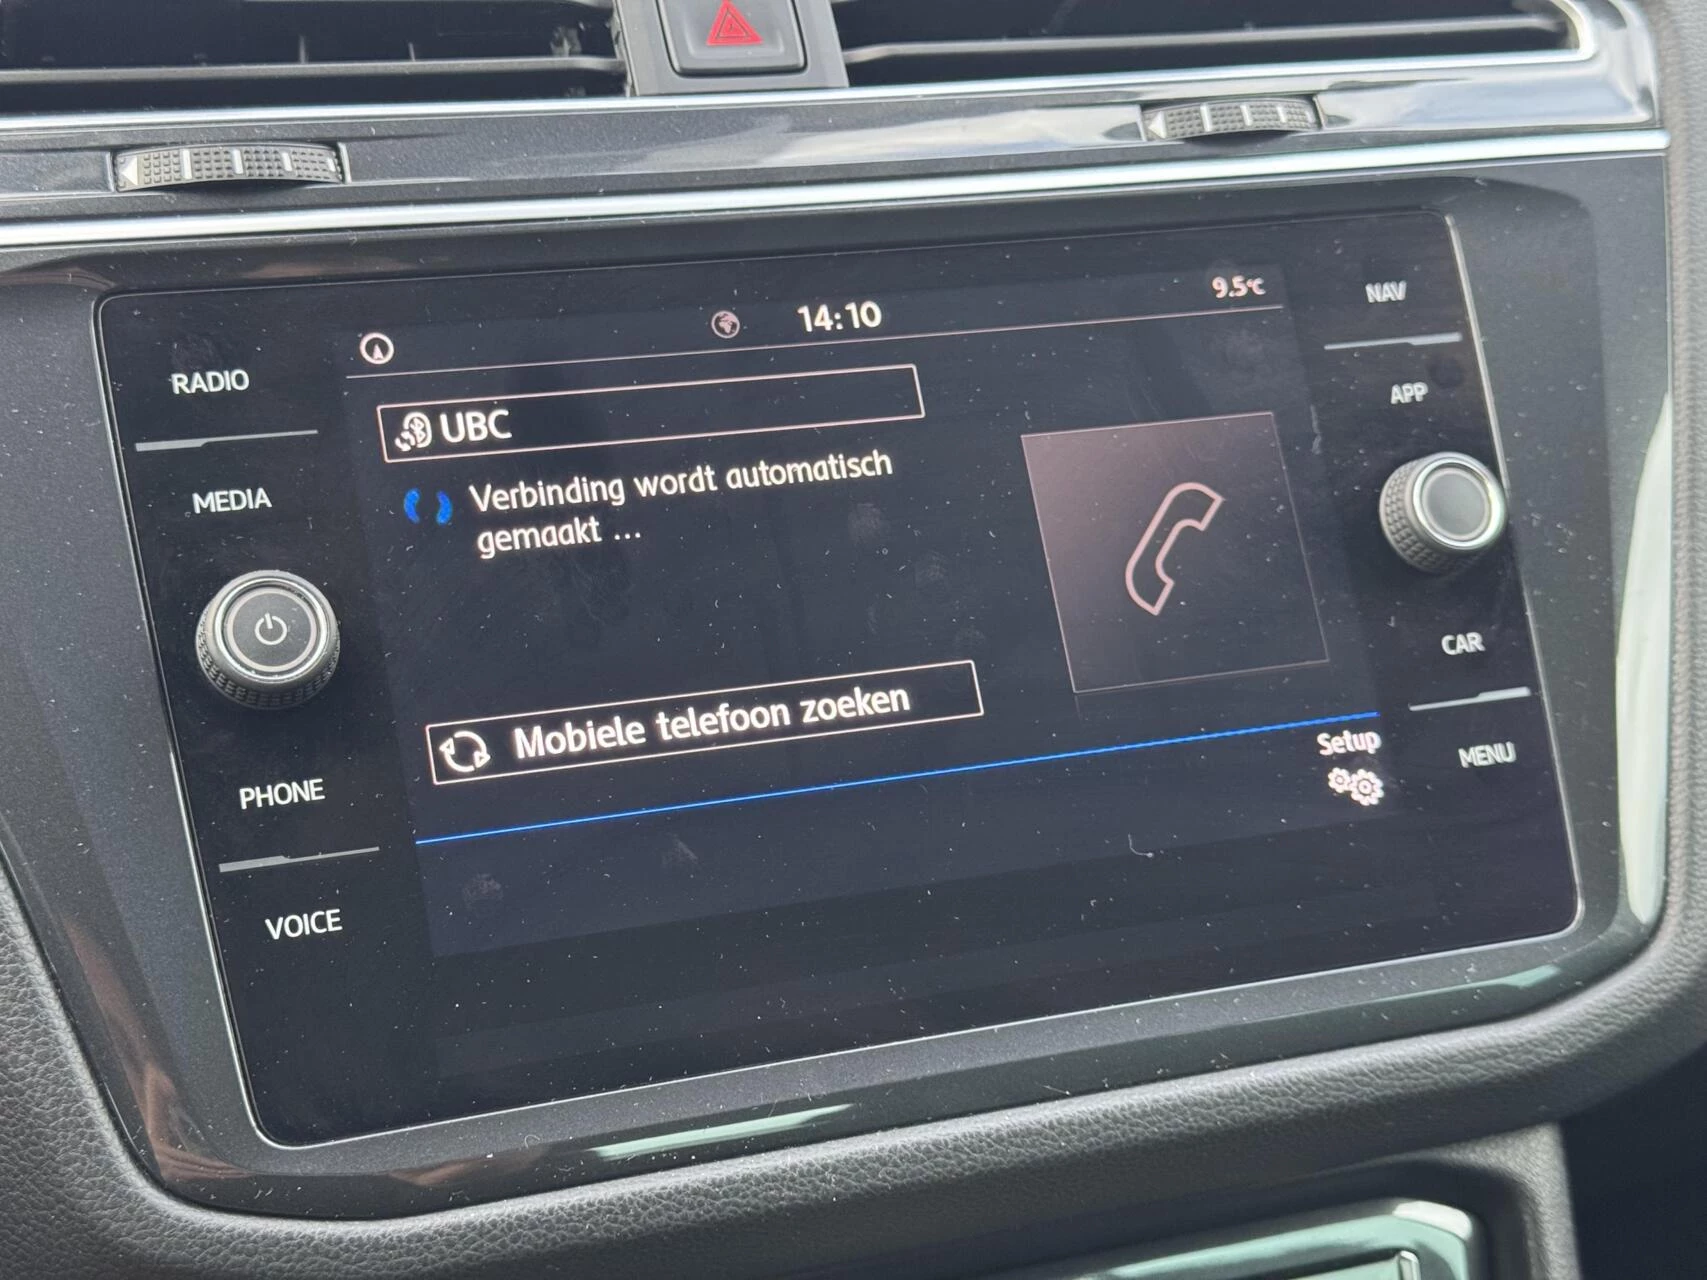 14:10
9.5°C
RADIO
MEDIA
PHONE
VOICE
UBC
Verbinding wordt automatisch
gemaakt ...
Mobiele telefoon zoeken
Setup
NAV
APP
CAR
MENU